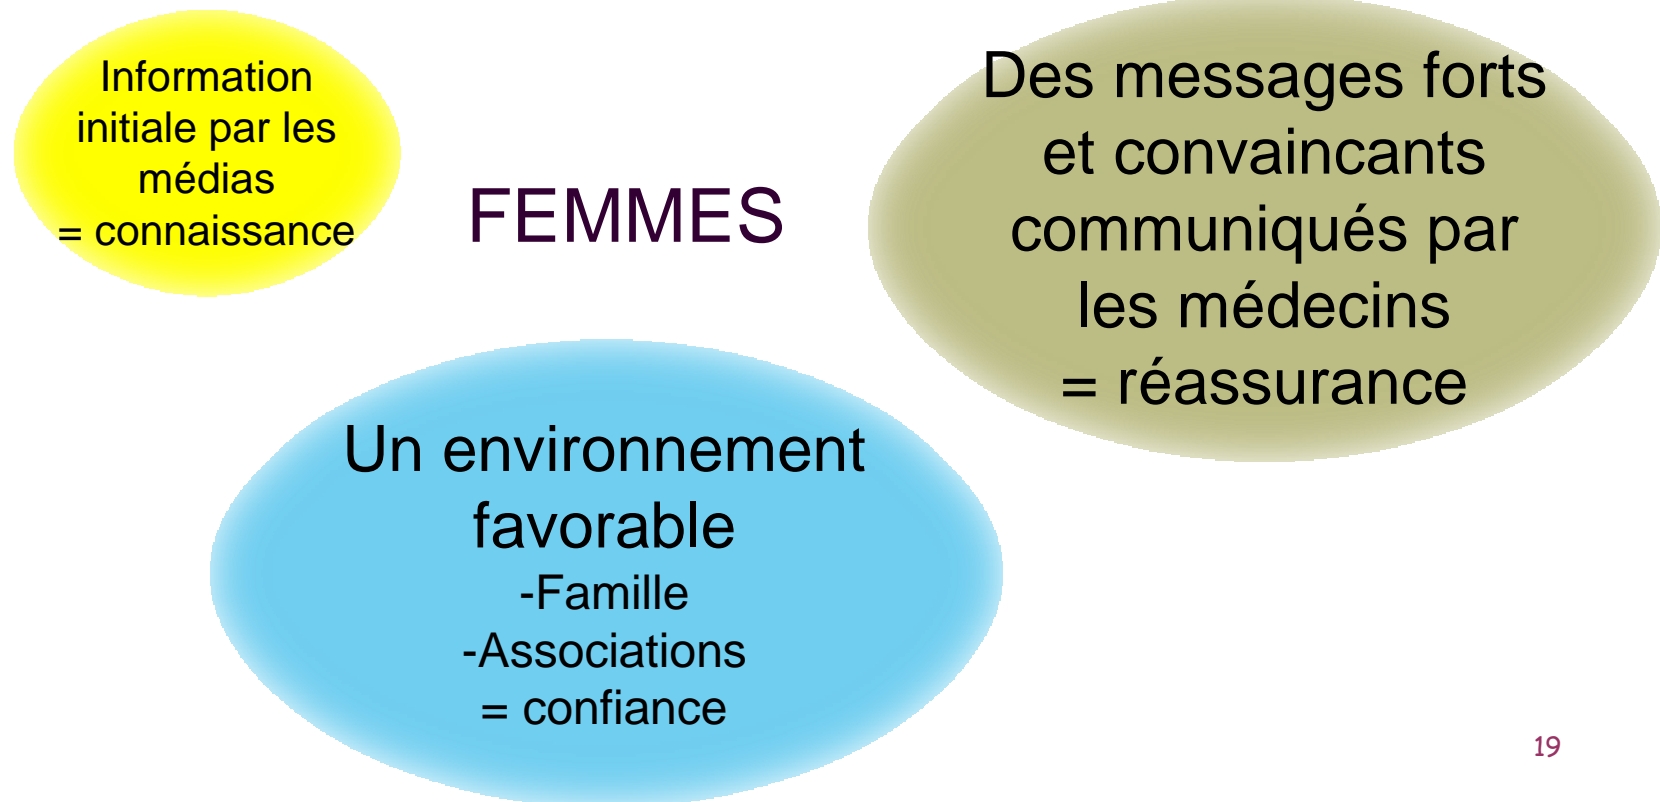 Information
initiale par les
médias
= connaissance
FEMMES
Des messages forts
et convaincants
communiqués par
les médecins
= réassurance
Un environnement
favorable
-Famille
-Associations
= confiance
19